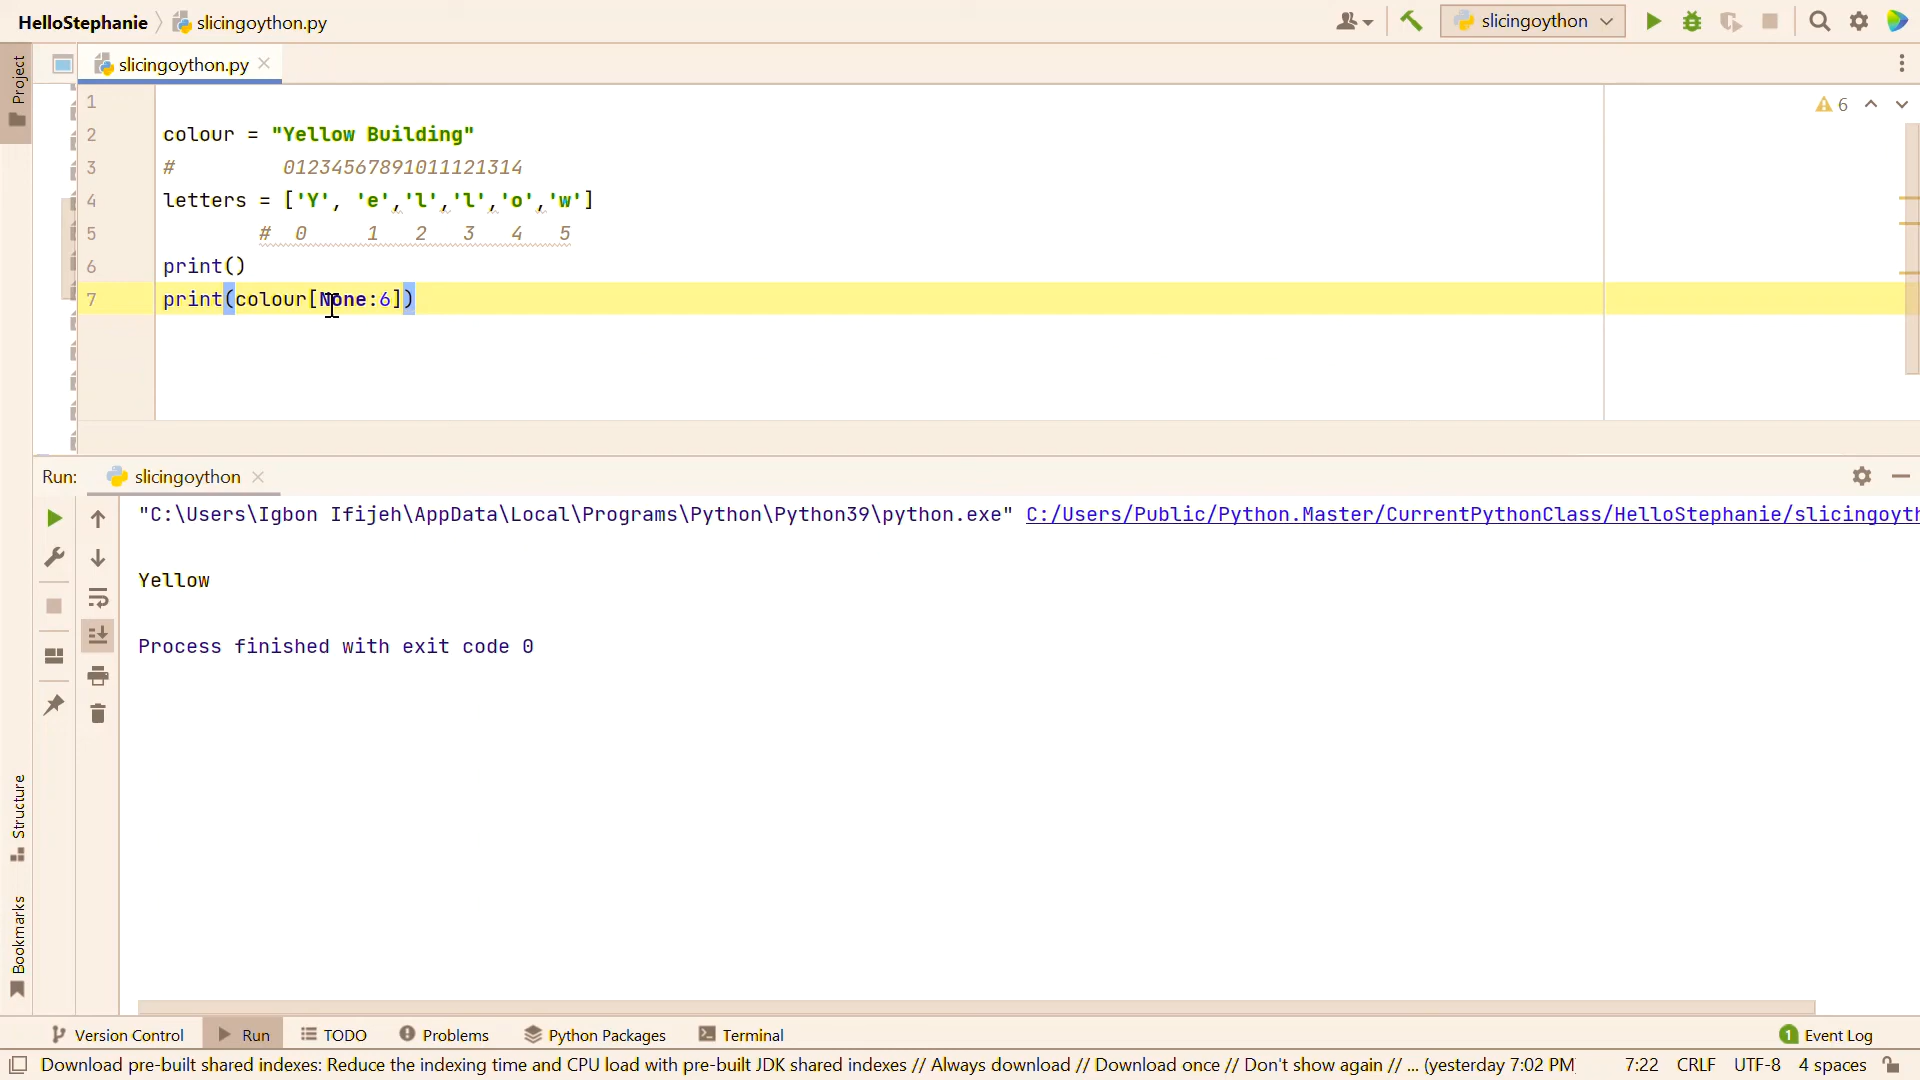 HelloStephanie slicingoython.py slicingoython
Project slicingoython.py
1
2 colour = "Yellow Building" 6
3 # 01234567891011121314
4 letters = ['Y', 'e','l','l','o','w']
5 # 0 1 2 3 4 5
6 print()
7 print(colour[None:6])
Run: slicingoython
"C:\Users\Igbon Ifijeh\AppData\Local\Programs\Python\Python39\python.exe" C:/Users/Public/Python.Master/CurrentPythonClass/HelloStephanie/slicingoyth
Yellow
Process finished with exit code 0
Structure
Bookmarks
Version Control Run TODO Problems Python Packages Terminal 1 Event Log
Download pre-built shared indexes: Reduce the indexing time and CPU load with pre-built JDK shared indexes // Always download // Download once // Don't show again // ... (yesterday 7:02 PM) 7:22 CRLF UTF-8 4 spaces